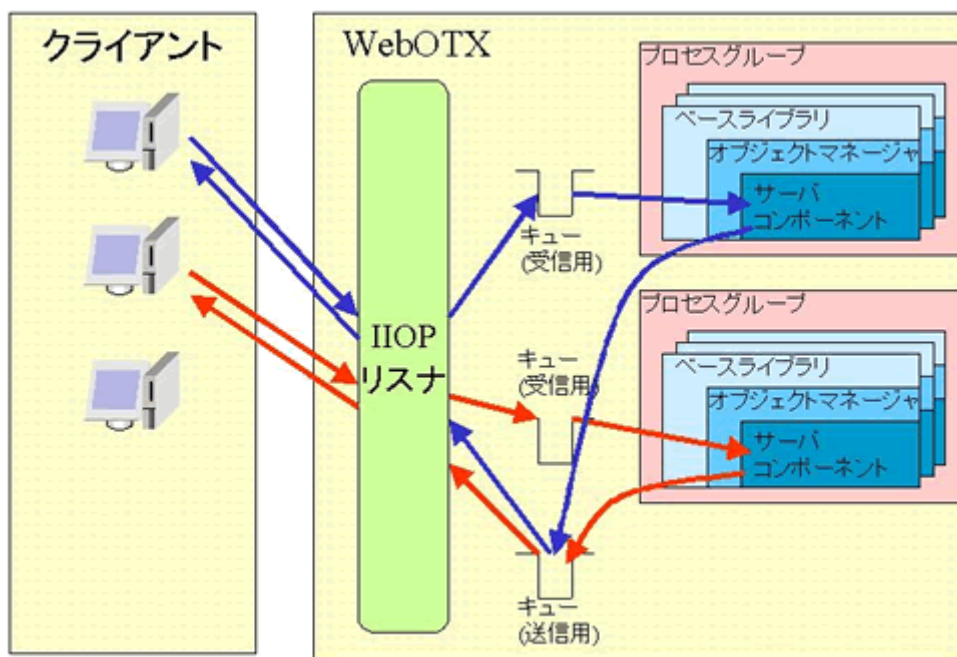 クライアント
WebOTX
IIOP
リスナ
キュー
(受信用)
キュー
(受信用)
キュー
(送信用)
プロセスグループ
ベースライブラリ
オブジェクトマネージャ
サーバ
コンポーネント
プロセスグループ
ベースライブラリ
オブジェクトマネージャ
サーバ
コンポーネント